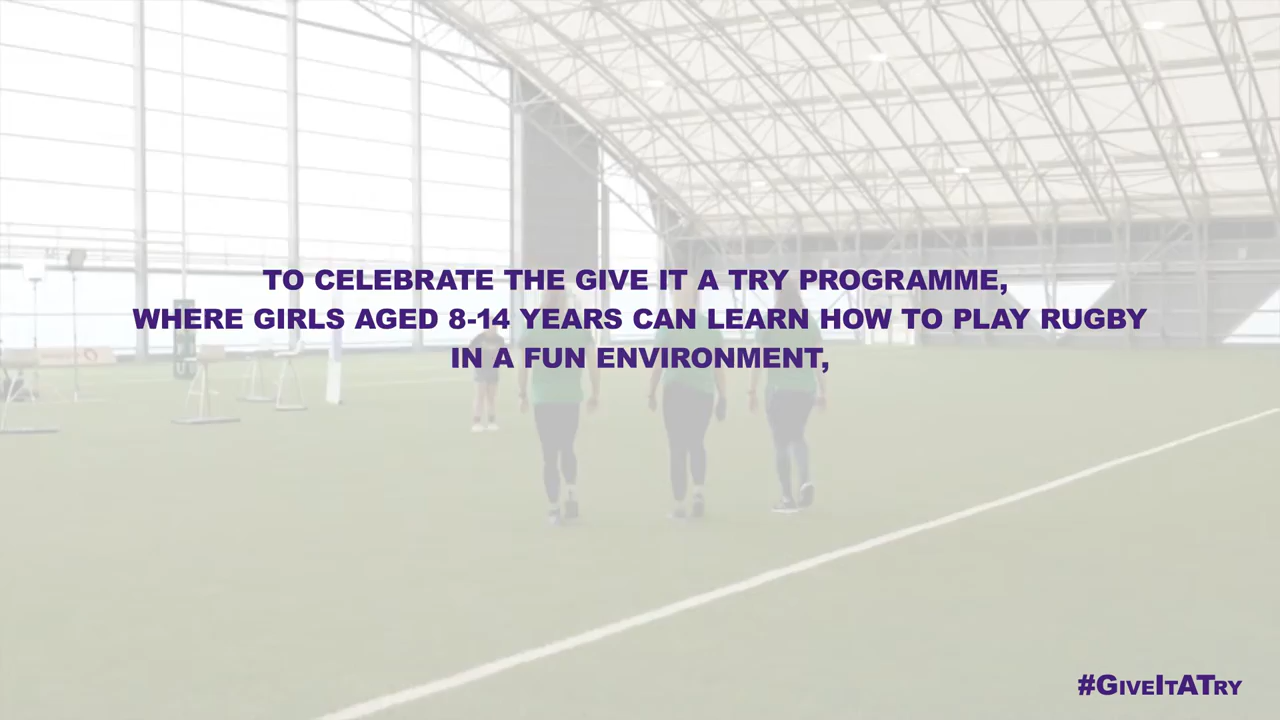 TO CELEBRATE THE GIVE IT A TRY PROGRAMME,
WHERE GIRLS AGED 8-14 YEARS CAN LEARN HOW TO PLAY RUGBY
IN A FUN ENVIRONMENT,
#GiveItATry